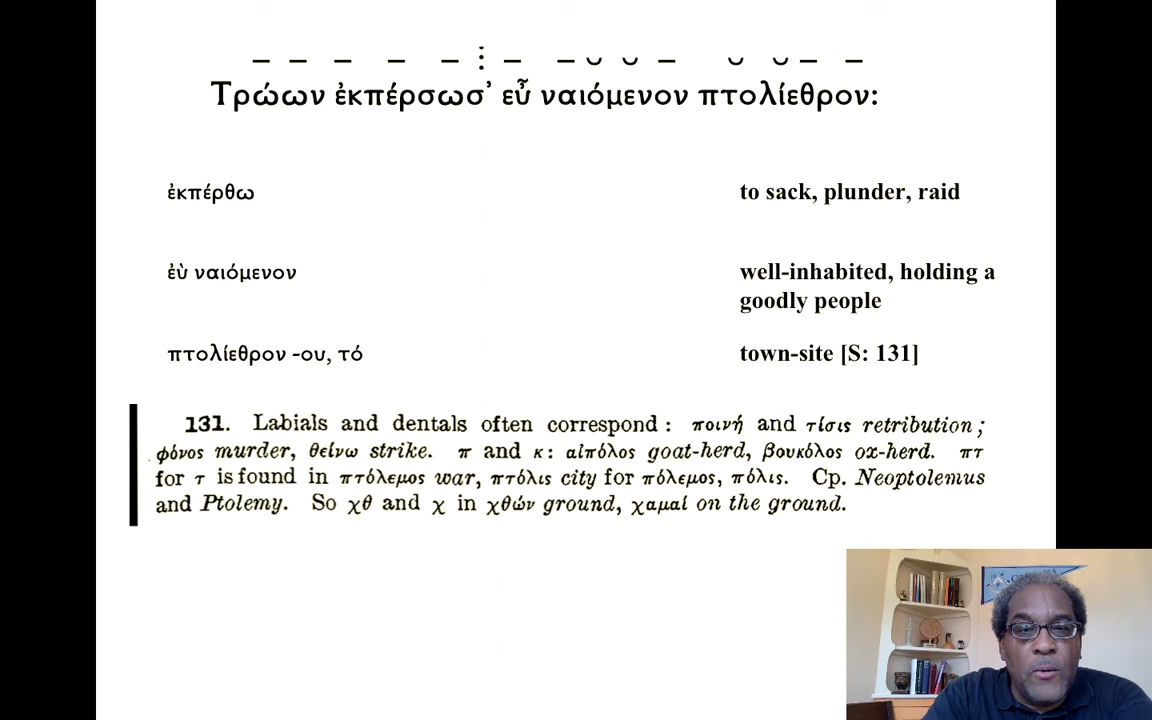 Τρώων ἐκπέρσωσ’ εὖ ναιόμενον πτολίεθρον:
ἐκπέρθω
to sack, plunder, raid
ἐὺ ναιόμενον
well-inhabited, holding a
goodly people
πτολίεθρον -ου, τό
town-site [S: 131]
131. Labials and dentals often correspond: ποινή and τίσις retribution;
φόνος murder, θείνω strike. π and κ: αἰπόλος goat-herd, βουκόλος ox-herd. πτ
for τ is found in πτόλεμος war, πτόλις city for πόλεμος, πόλις. Cp. Neoptolemus
and Ptolemy. So χθ and χ in χθών ground, χαμαί on the ground.